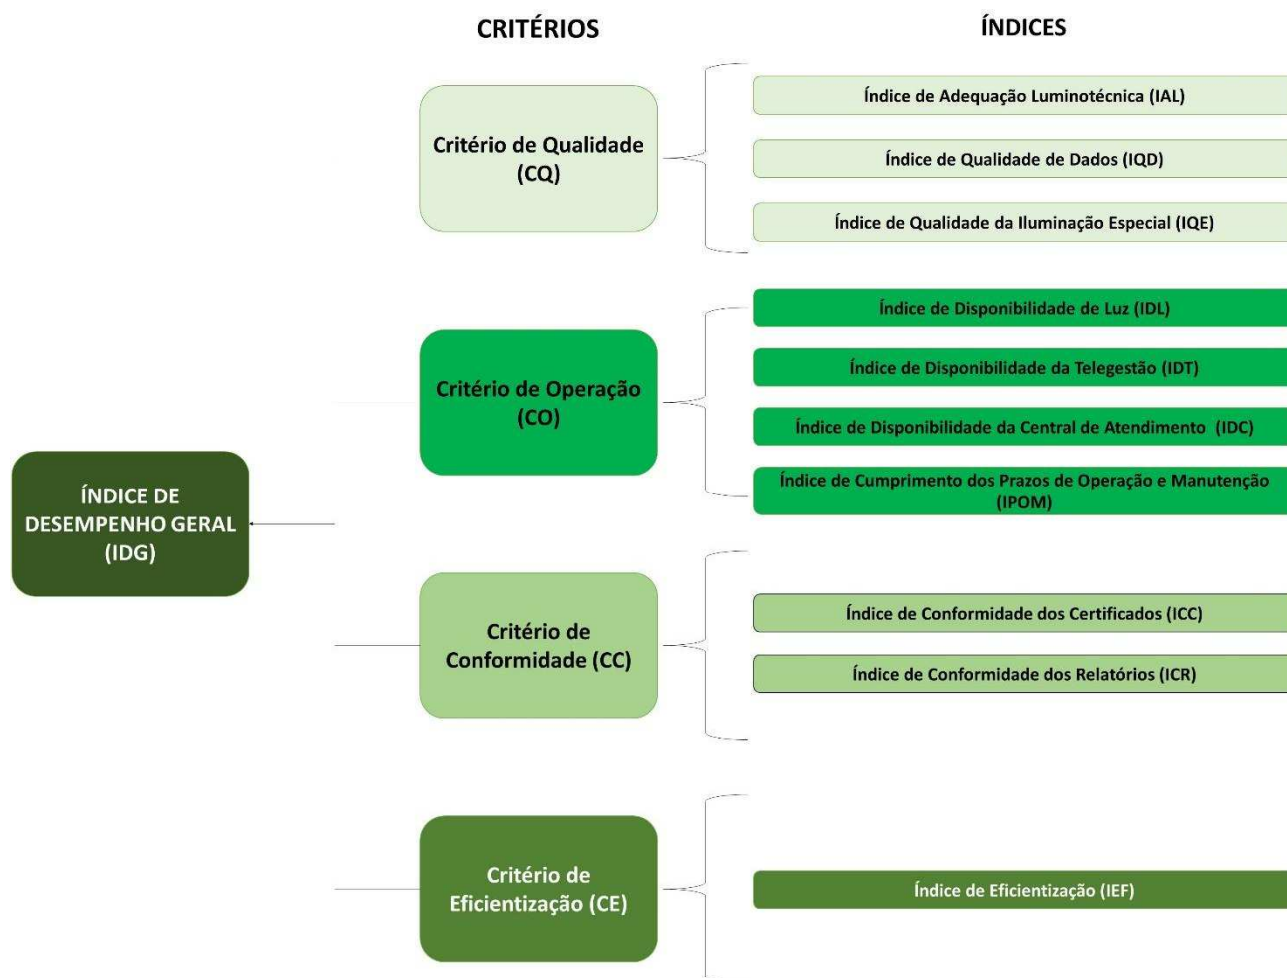 CRITÉRIOS
ÍNDICES
Critério de Qualidade
(CQ)
Índice de Adequação Luminotécnica (IAL)
Índice de Qualidade de Dados (IQD)
Índice de Qualidade da Iluminação Especial (IQE)
Critério de Operação
(CO)
Índice de Disponibilidade de Luz (IDL)
Índice de Disponibilidade da Telegestão (IDT)
Índice de Disponibilidade da Central de Atendimento (IDC)
Índice de Cumprimento dos Prazos de Operação e Manutenção
(IPOM)
ÍNDICE DE
DESEMPENHO GERAL
(IDG)
Critério de
Conformidade (CC)
Índice de Conformidade dos Certificados (ICC)
Índice de Conformidade dos Relatórios (ICR)
Critério de
Eficientização (CE)
Índice de Eficientização (IEF)